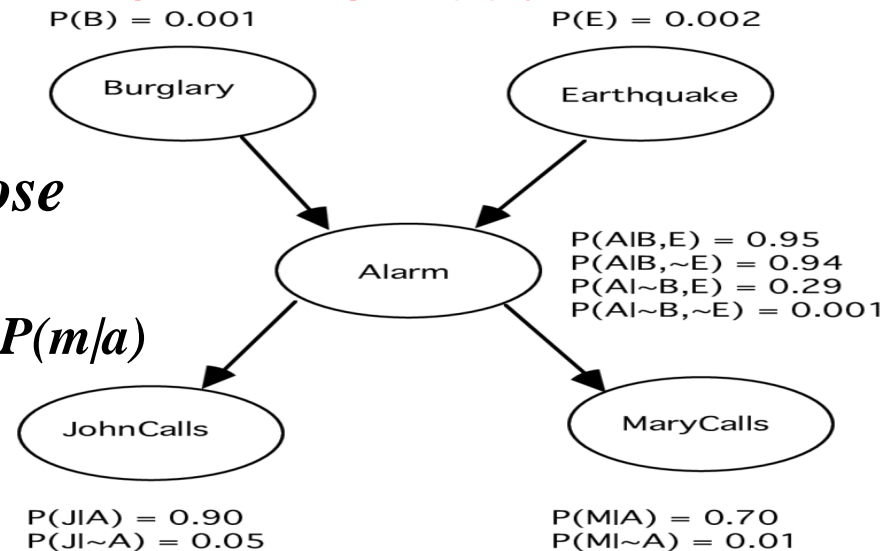 P(B) = 0.001
P(E) = 0.002
Burglary
Earthquake
ose
P(A|B,E) = 0.95
P(A|B,~E) = 0.94
P(A|~B,E) = 0.29
P(A|~B,~E) = 0.001
Alarm
P(m/a)
JohnCalls
MaryCalls
P(J|A) = 0.90
P(J|~A) = 0.05
P(M|A) = 0.70
P(M|~A) = 0.01